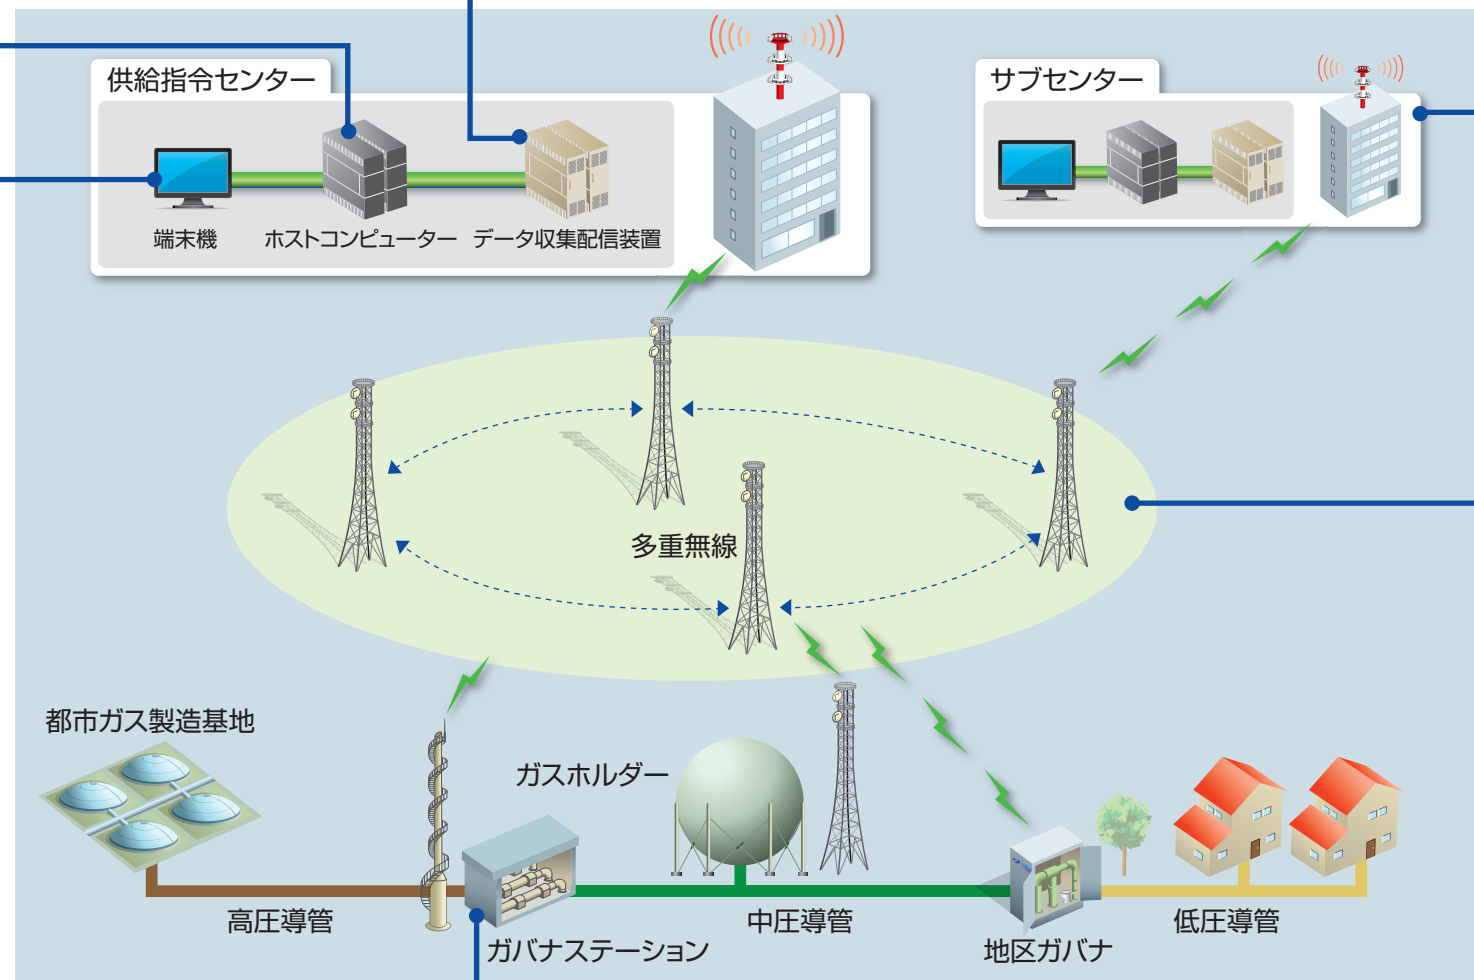 供給指令センター
サブセンター
端末機
ホストコンピューター
データ収集配信装置
多重無線
都市ガス製造基地
ガスホルダー
高圧導管
中圧導管
低圧導管
ガバナステーション
地区ガバナ